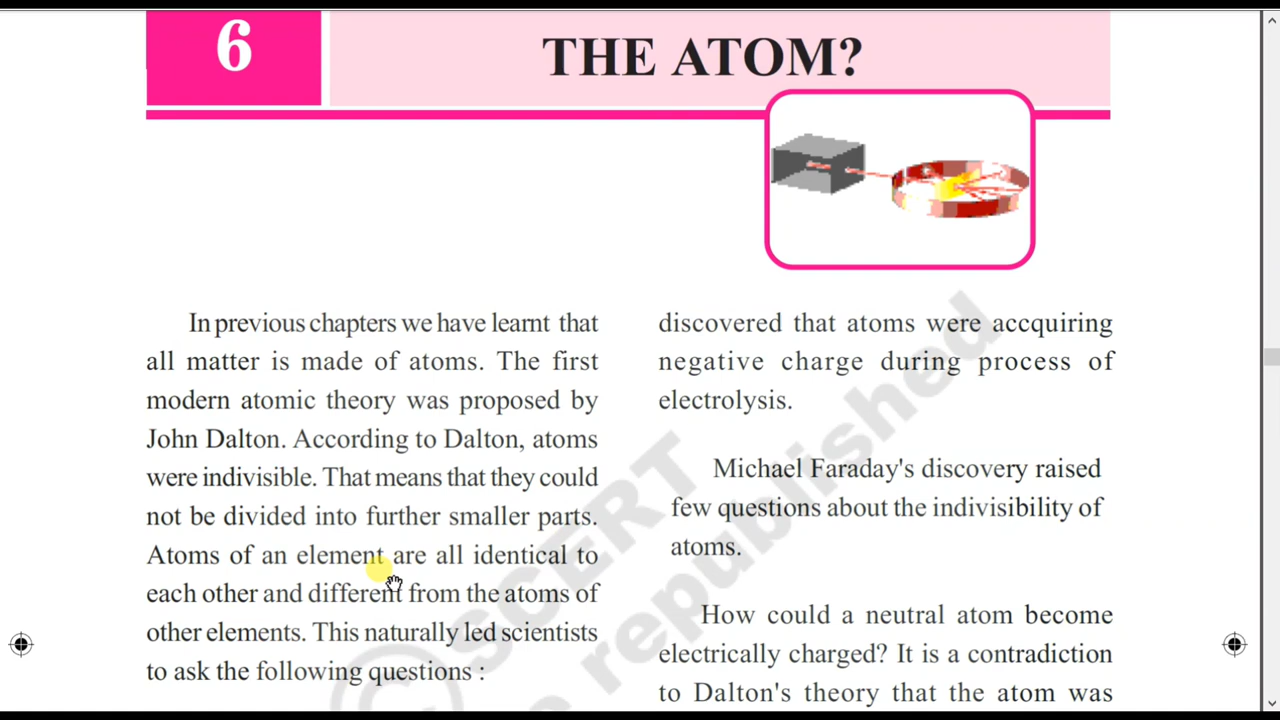 6
THE ATOM?
In previous chapters we have learnt that
all matter is made of atoms. The first
modern atomic theory was proposed by
John Dalton. According to Dalton, atoms
were indivisible. That means that they could
not be divided into further smaller parts.
Atoms of an element are all identical to
each other and different from the atoms of
other elements. This naturally led scientists
to ask the following questions :
discovered that atoms were accquiring
negative charge during process of
electrolysis.
Michael Faraday's discovery raised
few questions about the indivisibility of
atoms.
How could a neutral atom become
electrically charged? It is a contradiction
to Dalton's theory that the atom was
© SCERT
republished